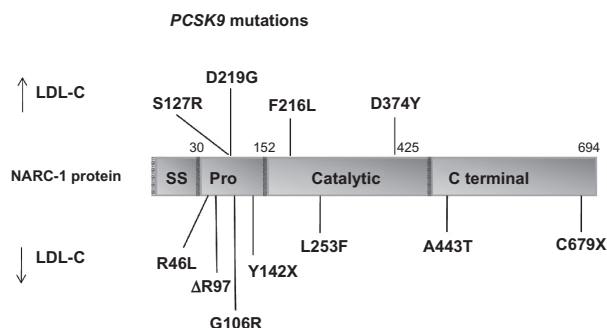 PCSK9 mutations
D219G
LDL-C
S127R
F216L
D374Y
30
152
425
694
NARC-1 protein
SS
Pro
Catalytic
C terminal
LDL-C
R46L
ΔR97
G106R
Y142X
L253F
A443T
C679X